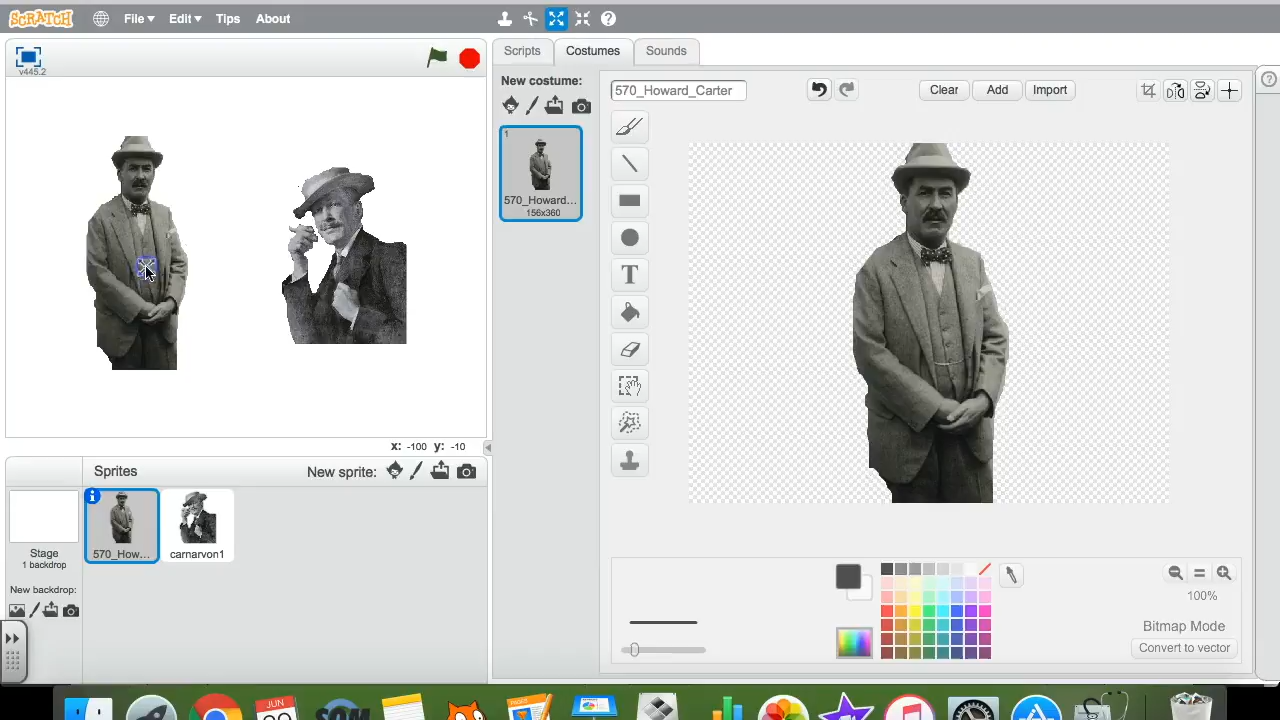 SCRATCH File Edit Tips About
v445.2
Scripts Costumes Sounds
New costume:
570_Howard_Carter
Clear Add Import
1
570_Howard...
156x360
T
x: -100 y: -10
Sprites New sprite:
Stage
1 backdrop
New backdrop:
570_How...
carnarvon1
100%
Bitmap Mode
Convert to vector
JUN